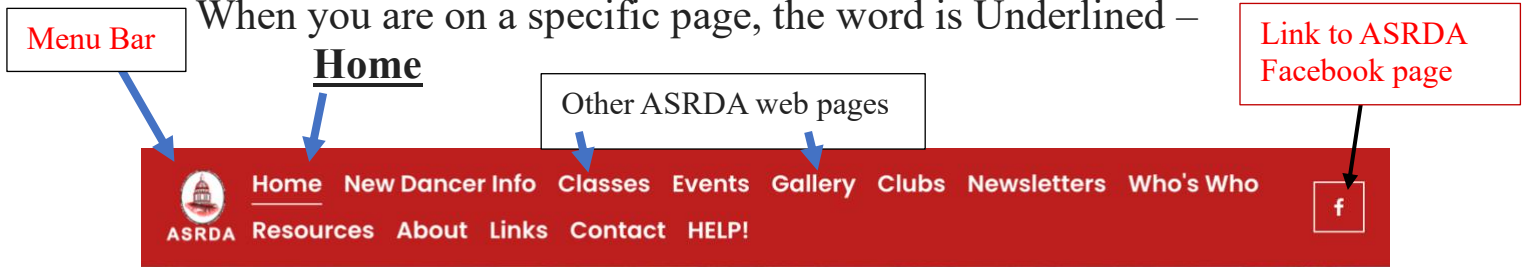 When you are on a specific page, the word is Underlined –
Home
Menu Bar
Other ASRDA web pages
Link to ASRDA
Facebook page
Home New Dancer Info Classes Events Gallery Clubs Newsletters Who's Who
ASRDA Resources About Links Contact HELP!
f